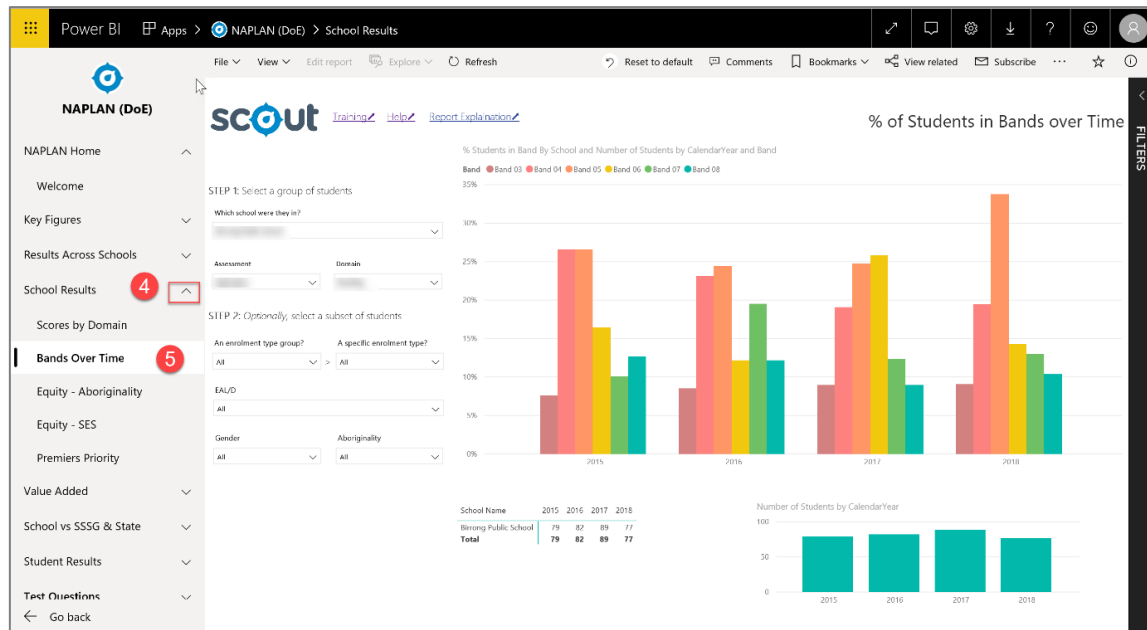 Power BI Apps > NAPLAN (DoE) > School Results
File View Edit report Explore Refresh Reset to default Comments Bookmarks View related Subscribe ...
NAPLAN (DoE)
NAPLAN Home
Welcome
Key Figures
Results Across Schools
School Results 4
Scores by Domain
Bands Over Time 5
Equity - Aboriginality
Equity - SES
Premiers Priority
Value Added
School vs SSSG & State
Student Results
Test Questions
Go back
scout Training Help Report Explaination
% of Students in Bands over Time
FILTERS
STEP 1: Select a group of students
Which school were they in?
Assessment Domain
STEP 2: Optionally, select a subset of students
An enrolment type group? A specific enrolment type?
All > All
EAL/D
All
Gender Aboriginality
All All
% Students in Band By School and Number of Students by CalendarYear and Band
Band Band 03 Band 04 Band 05 Band 06 Band 07 Band 08
35%
30%
25%
20%
15%
10%
5%
0%
2015 2016 2017 2018
School Name 2015 2016 2017 2018
Birrong Public School 79 82 89 77
Total 79 82 89 77
Number of Students by CalendarYear
100
50
0
2015 2016 2017 2018